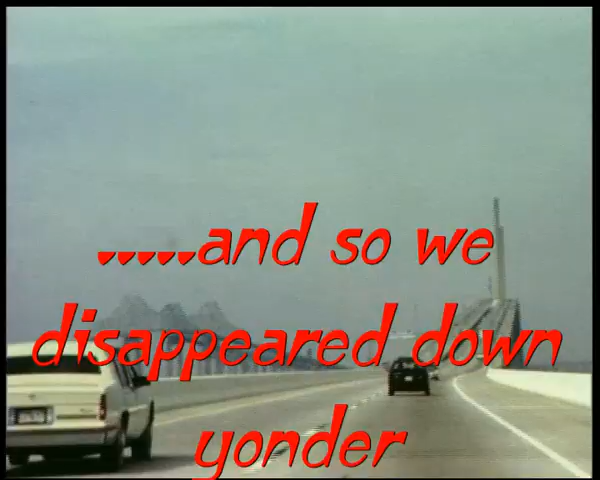 .....and so we
disappeared down
yonder